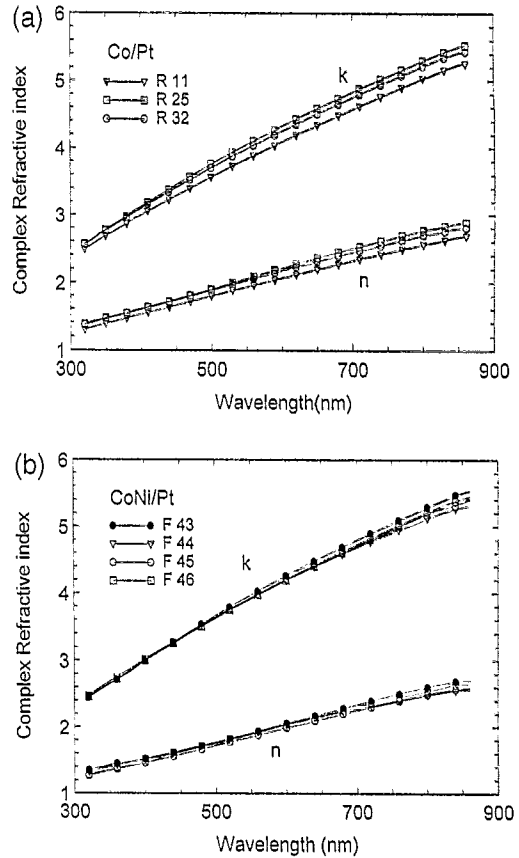 (a)
6
5
4
3
2
1
Complex Refractive index
Co/Pt
R 11
R 25
R 32
k
n
300
500
700
900
Wavelength(nm)
(b)
6
5
4
3
2
1
Complex Refractive index
CoNi/Pt
F 43
F 44
F 45
F 46
k
n
300
500
700
900
Wavelength (nm)